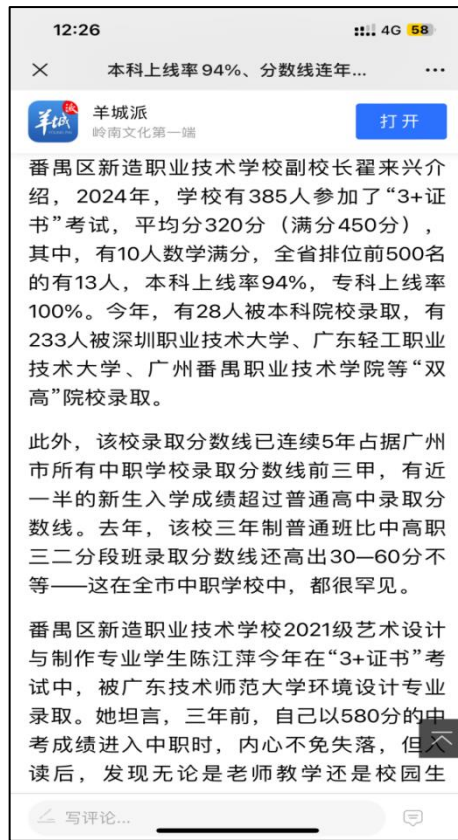 12:26
4G 58
本科上线率94%、分数线连年...
羊城派
岭南文化第一端
打开
番禺区新造职业技术学校副校长翟来兴介
绍，2024年，学校有385人参加了“3+证
书”考试，平均分320分（满分450分），
其中，有10人数学满分，全省排位前500名
的有13人，本科上线率94%，专科上线率
100%。今年，有28人被本科院校录取，有
233人被深圳职业技术大学、广东轻工职业
技术大学、广州番禺职业技术学院等“双
高”院校录取。
此外，该校录取分数线已连续5年占据广州
市所有中职学校录取分数线前三甲，有近
一半的新生入学成绩超过普通高中录取分
数线。去年，该校三年制普通班比中高职
三二分段班录取分数线还高出30—60分不
等——这在全市中职学校中，都很罕见。
番禺区新造职业技术学校2021级艺术设计
与制作专业学生陈江萍今年在“3+证书”考
试中，被广东技术师范大学环境设计专业
录取。她坦言，三年前，自己以580分的中
考成绩进入中职时，内心不免失落，但入
读后，发现无论是老师教学还是校园生
写评论...